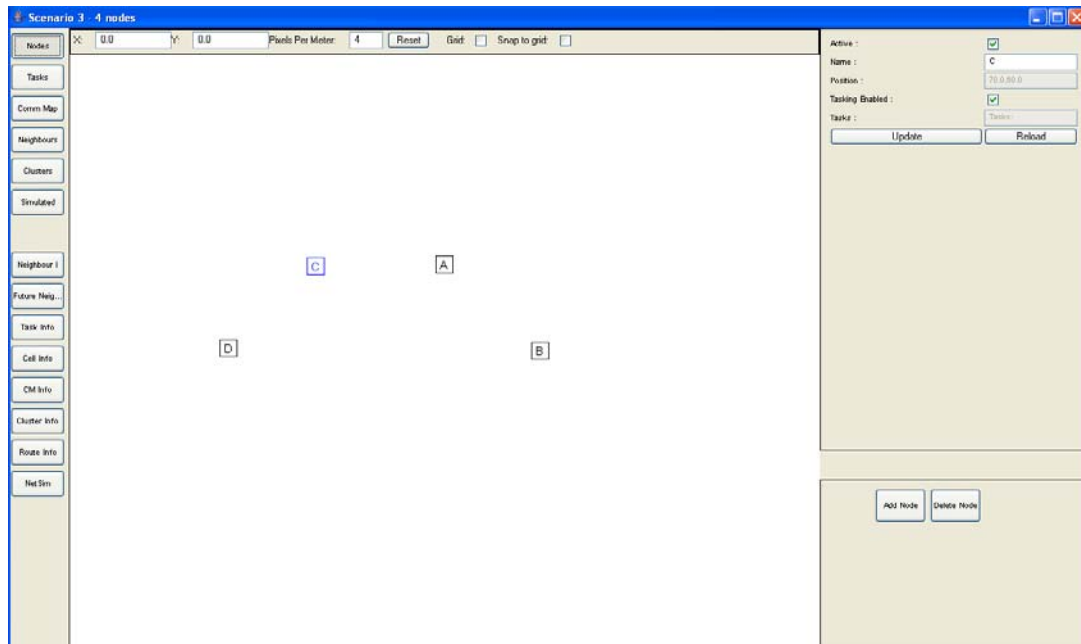 Scenario 3 - 4 nodes
X: 0.0 Y: 0.0 Pixels Per Meter: 4 Reset Grid: Snap to grid:
Nodes
Tasks
Comm Map
Neighbours
Clusters
Simulated
Neighbour I
Future Neig...
Task Info
Cell Info
CM Info
Cluster Info
Route Info
NetSim
C
A
D
B
Active :
Name : C
Position :
Tasking Enabled :
Tasks : Tasks
Update Reload
Add Node Delete Node